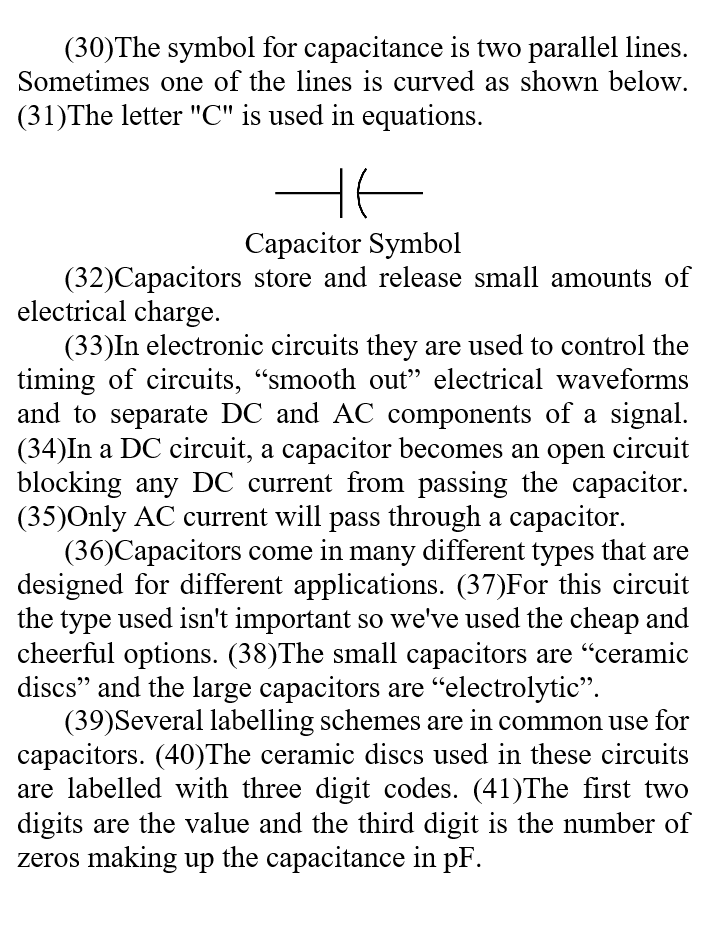 (30)The symbol for capacitance is two parallel lines.
Sometimes one of the lines is curved as shown below.
(31)The letter "C" is used in equations.
Capacitor Symbol
(32)Capacitors store and release small amounts of
electrical charge.
(33)In electronic circuits they are used to control the
timing of circuits, “smooth out” electrical waveforms
and to separate DC and AC components of a signal.
(34)In a DC circuit, a capacitor becomes an open circuit
blocking any DC current from passing the capacitor.
(35)Only AC current will pass through a capacitor.
(36)Capacitors come in many different types that are
designed for different applications. (37)For this circuit
the type used isn't important so we've used the cheap and
cheerful options. (38)The small capacitors are “ceramic
discs” and the large capacitors are “electrolytic”.
(39)Several labelling schemes are in common use for
capacitors. (40)The ceramic discs used in these circuits
are labelled with three digit codes. (41)The first two
digits are the value and the third digit is the number of
zeros making up the capacitance in pF.